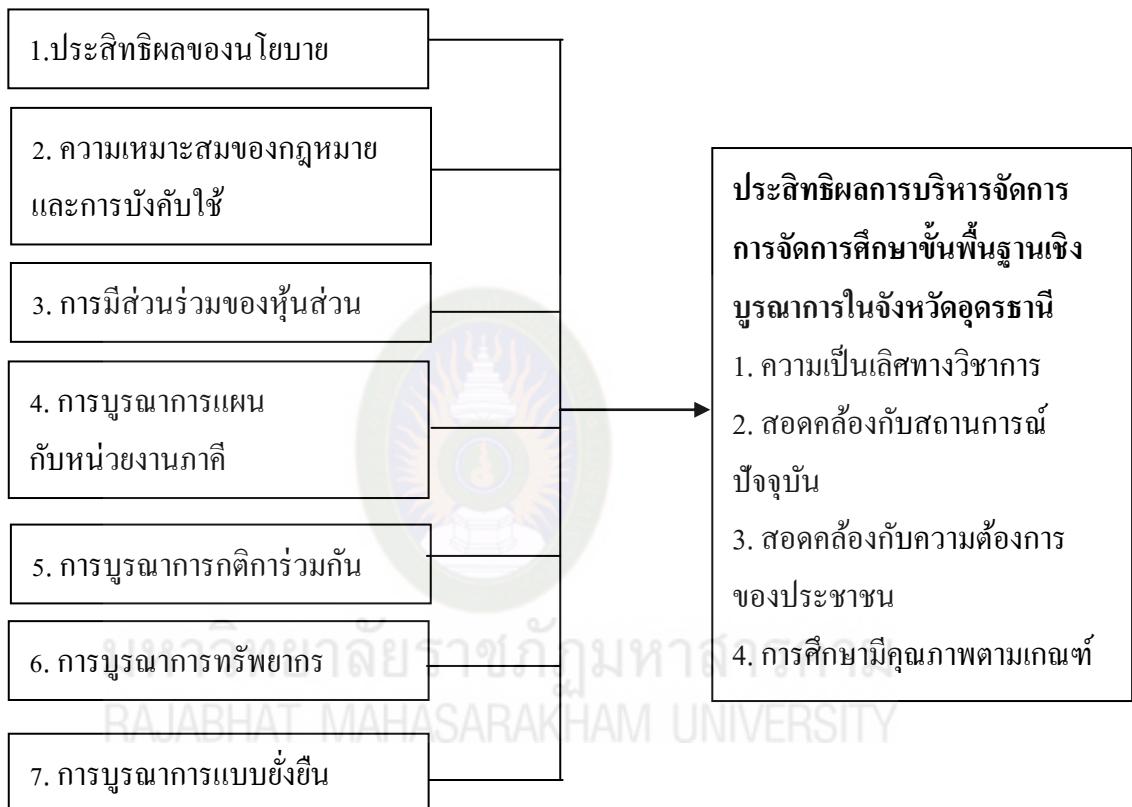 1.ประสิทธิผลของนโยบาย
2. ความเหมาะสมของกฎหมาย
และการบังคับใช้
3. การมีส่วนร่วมของหุ้นส่วน
4. การบูรณาการแผน
กับหน่วยงานภาคี
5. การบูรณาการกติการ่วมกัน
6. การบูรณาการทรัพยากร
7. การบูรณาการแบบยั่งยืน
ประสิทธิผลการบริหารจัดการ
การจัดการศึกษาขั้นพื้นฐานเชิง
บูรณาการในจังหวัดอุดรธานี
1. ความเป็นเลิศทางวิชาการ
2. สอดคล้องกับสถานการณ์
ปัจจุบัน
3. สอดคล้องกับความต้องการ
ของประชาชน
4. การศึกษามีคุณภาพตามเกณฑ์
มหาวิทยาลัยราชภัฏมหาสารคาม
RAJABHAT MAHASARAKHAM UNIVERSITY